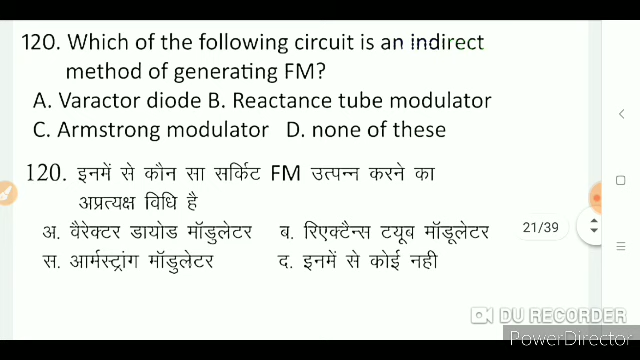 120. Which of the following circuit is an indirect
method of generating FM?
A. Varactor diode B. Reactance tube modulator
C. Armstrong modulator D. none of these
120. इनमें से कौन सा सर्किट FM उत्पन्न करने का
अप्रत्यक्ष विधि है
अ. वैरेक्टर डायोड मॉडुलेटर ब. रिएक्टैन्स टयूब मॉडूलेटर
21/39
स. आर्मस्ट्रांग मॉडुलेटर द. इनमें से कोई नही
DU RECORDER
PowerDirector